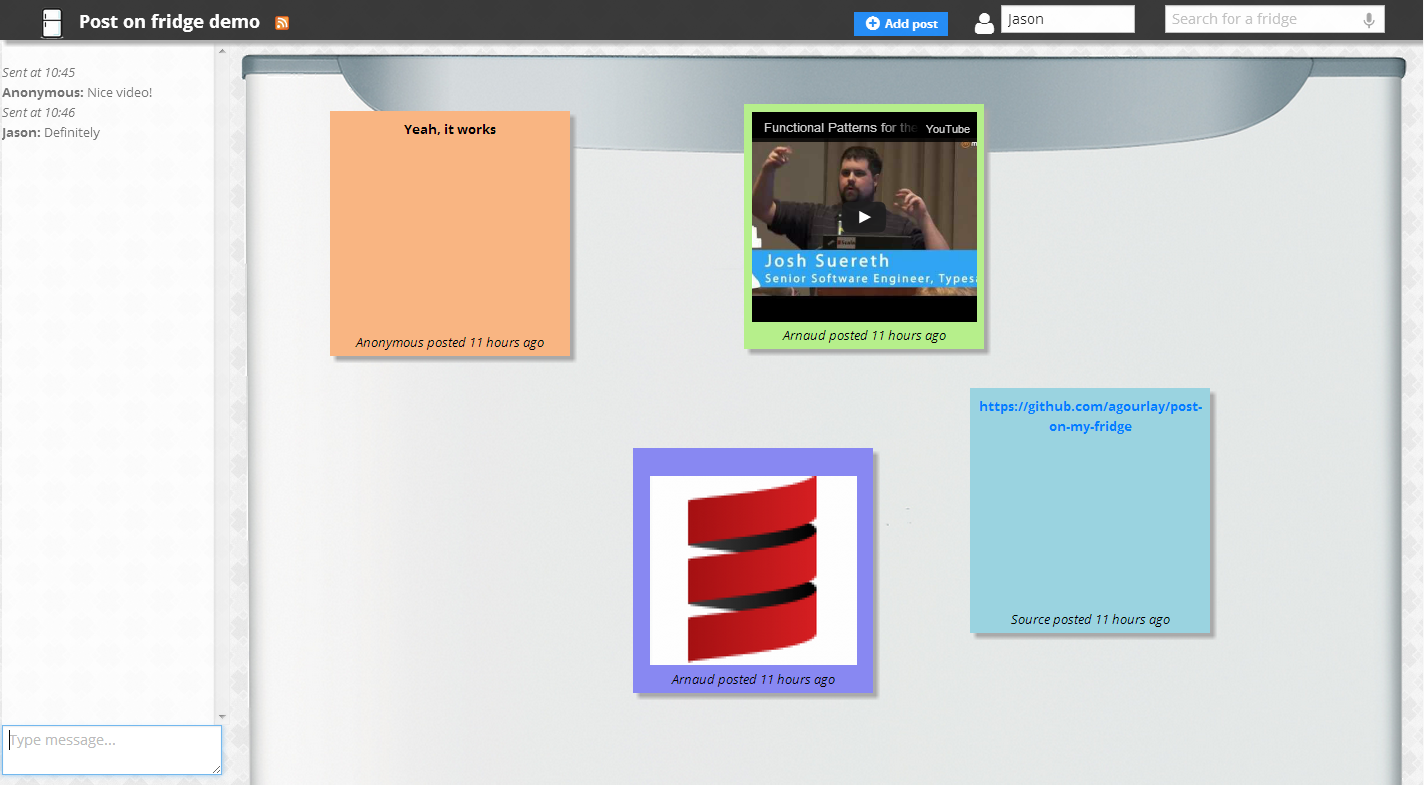 Post on fridge demo
Add post
Jason
Search for a fridge
Sent at 10:45
Anonymous: Nice video!
Sent at 10:46
Jason: Definitely
Type message...
Yeah, it works
Anonymous posted 11 hours ago
Functional Patterns for the
YouTube
Josh Suereth
Senior Software Engineer, Typesa
Arnaud posted 11 hours ago
https://github.com/agourlay/post-
on-my-fridge
Source posted 11 hours ago
Arnaud posted 11 hours ago